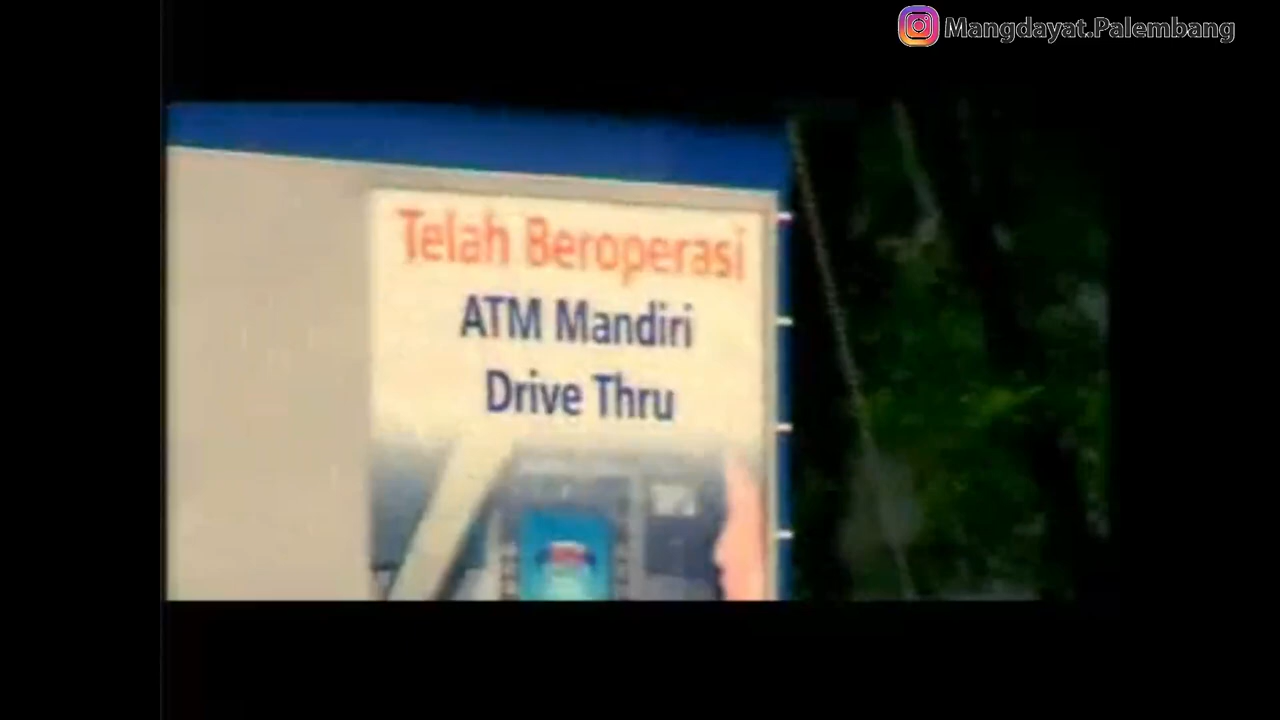 Mangdayat.Palembang
Telah Beroperasi
ATM Mandiri
Drive Thru